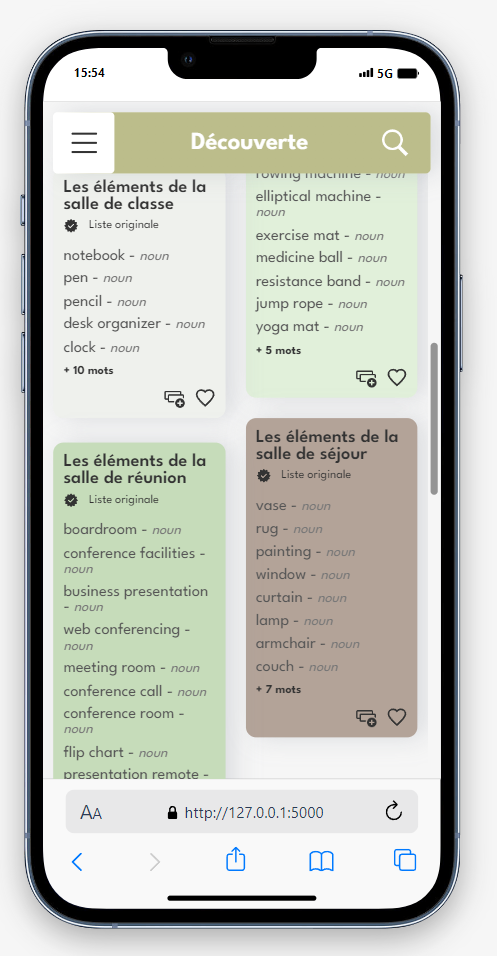 15:54
5G
Découverte
Les éléments de la
salle de classe
Liste originale
notebook - noun
pen - noun
pencil - noun
desk organizer - noun
clock - noun
+ 10 mots
rowing machine - noun
elliptical machine -
noun
exercise mat - noun
medicine ball - noun
resistance band - noun
jump rope - noun
yoga mat - noun
+ 5 mots
Les éléments de la
salle de réunion
Liste originale
boardroom - noun
conference facilities -
noun
business presentation
- noun
web conferencing -
noun
meeting room - noun
conference call - noun
conference room -
noun
flip chart - noun
presentation remote -
Les éléments de la
salle de séjour
Liste originale
vase - noun
rug - noun
painting - noun
window - noun
curtain - noun
lamp - noun
armchair - noun
couch - noun
+ 7 mots
AA
http://127.0.0.1:5000